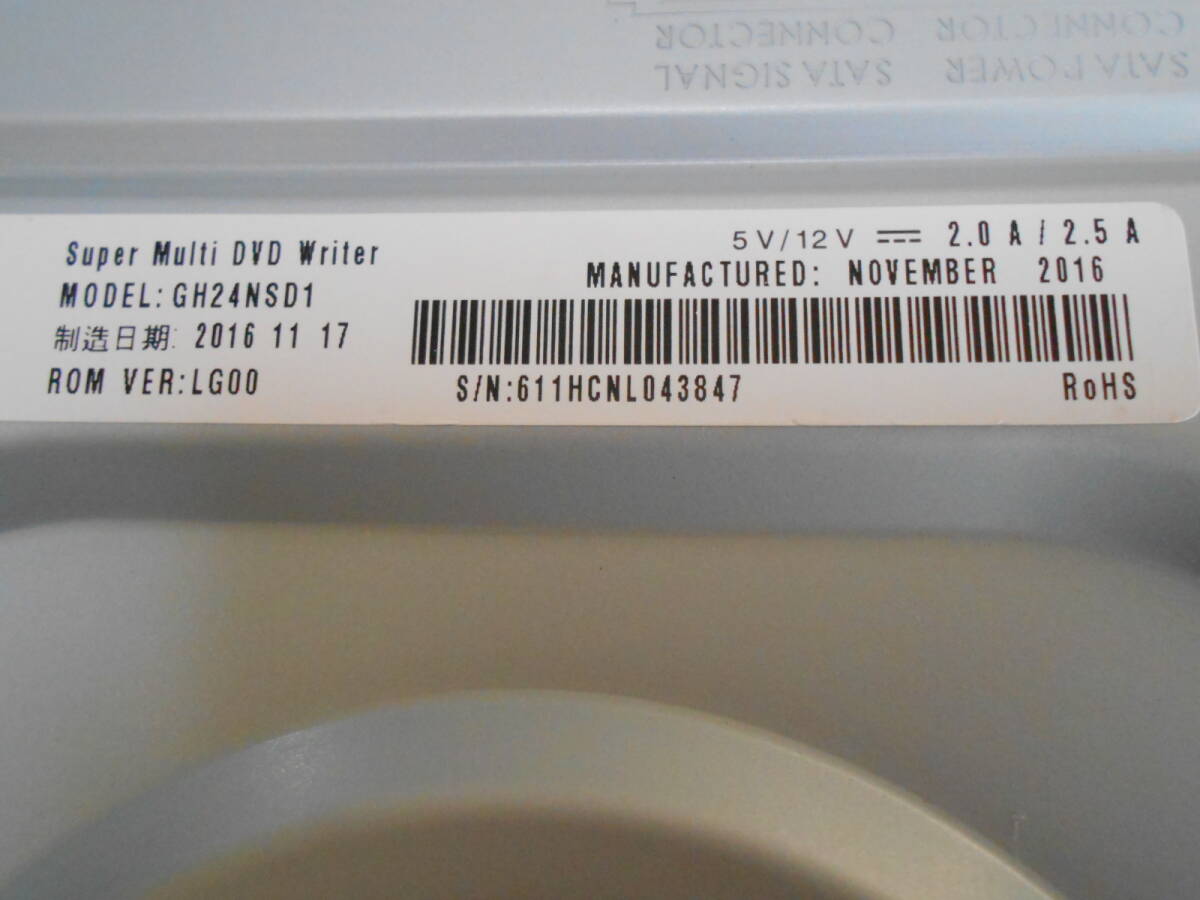 SATA POWER CONNECTOR
SATA SIGNAL CONNECTOR
Super Multi DVD Writer
MODEL: GH24NSD1
制造日期: 2016 11 17
ROM VER:LG00
5V/12V ⎓ 2.0 A / 2.5 A
MANUFACTURED: NOVEMBER 2016
S/N:611HCNL043847
RoHS